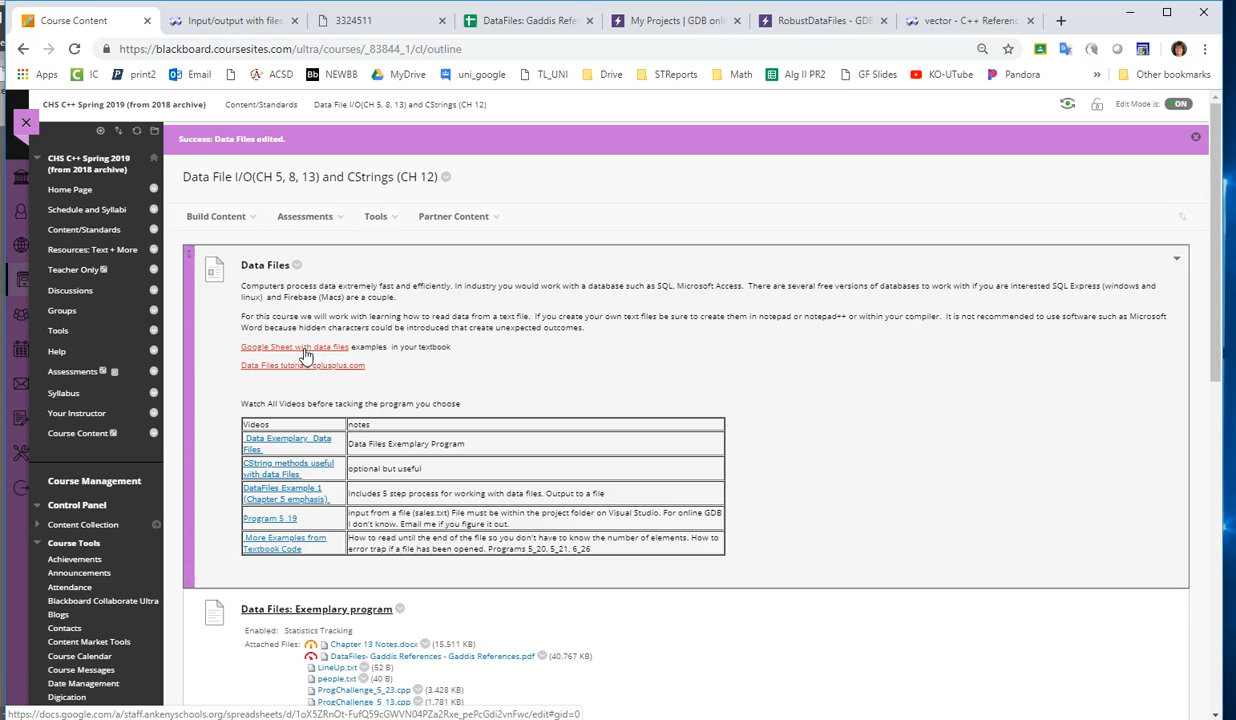 Course Content
Input/output with files
3324511
DataFiles: Gaddis Refe
My Projects | GDB onli
RobustDataFiles - GDB
vector - C++ Referenc
https://blackboard.coursesites.com/ultra/courses/_83844_1/cl/outline
Apps IC print2 Email ACSD NEWBB MyDrive uni_google TL_UNI Drive STReports Math Alg II PR2 GF Slides KO-UTube Pandora » Other bookmarks
CHS C++ Spring 2019 (from 2018 archive) Content/Standards Data File I/O(CH 5, 8, 13) and CStrings (CH 12) Edit Mode is: ON
CHS C++ Spring 2019
(from 2018 archive)
Home Page
Schedule and Syllabi
Content/Standards
Resources: Text + More
Teacher Only
Discussions
Groups
Tools
Help
Assessments
Syllabus
Your Instructor
Course Content
Course Management
Control Panel
Content Collection
Course Tools
Achievements
Announcements
Attendance
Blackboard Collaborate Ultra
Blogs
Contacts
Content Market Tools
Course Calendar
Course Messages
Date Management
Digication
Success: Data Files edited.
Data File I/O(CH 5, 8, 13) and CStrings (CH 12)
Build Content Assessments Tools Partner Content
Data Files
Computers process data extremely fast and efficiently. In industry you would work with a database such as SQL, Microsoft Access. There are several free versions of databases to work with if you are interested SQL Express (windows and
linux) and Firebase (Macs) are a couple.
For this course we will work with learning how to read data from a text file. If you create your own text files be sure to create them in notepad or notepad++ or within your compiler. It is not recommended to use software such as Microsoft
Word because hidden characters could be introduced that create unexpected outcomes.
Google Sheet with data files examples in your textbook
Data Files tutorial cplusplus.com
Watch All Videos before tacking the program you choose
Videos notes
Data Exemplary Data
Files
Data Files Exemplary Program
CString methods useful
with data Files
optional but useful
DataFiles Example 1
(Chapter 5 emphasis)
Includes 5 step process for working with data files. Output to a file
Program 5_19
input from a file (sales.txt) File must be within the project folder on Visual Studio. For online GDB
I don't know. Email me if you figure it out.
More Examples from
Textbook Code
How to read until the end of the file so you don't have to know the number of elements. How to
error trap if a file has been opened. Programs 5_20, 5_21, 6_26
Data Files: Exemplary program
Enabled: Statistics Tracking
Attached Files: Chapter 13 Notes.docx (15.511 KB)
DataFiles- Gaddis References - Gaddis References.pdf (40.767 KB)
LineUp.txt (52 B)
people.txt (40 B)
ProgChallenge_5_23.cpp (3.428 KB)
ProgChallenge_5_13.cpp (1.781 KB)
https://docs.google.com/a/staff.ankenyschools.org/spreadsheets/d/1oX5ZRnOt-FufQ59cGWVN04PZa2Rxe_pePcGdi2vnFwc/edit#gid=0